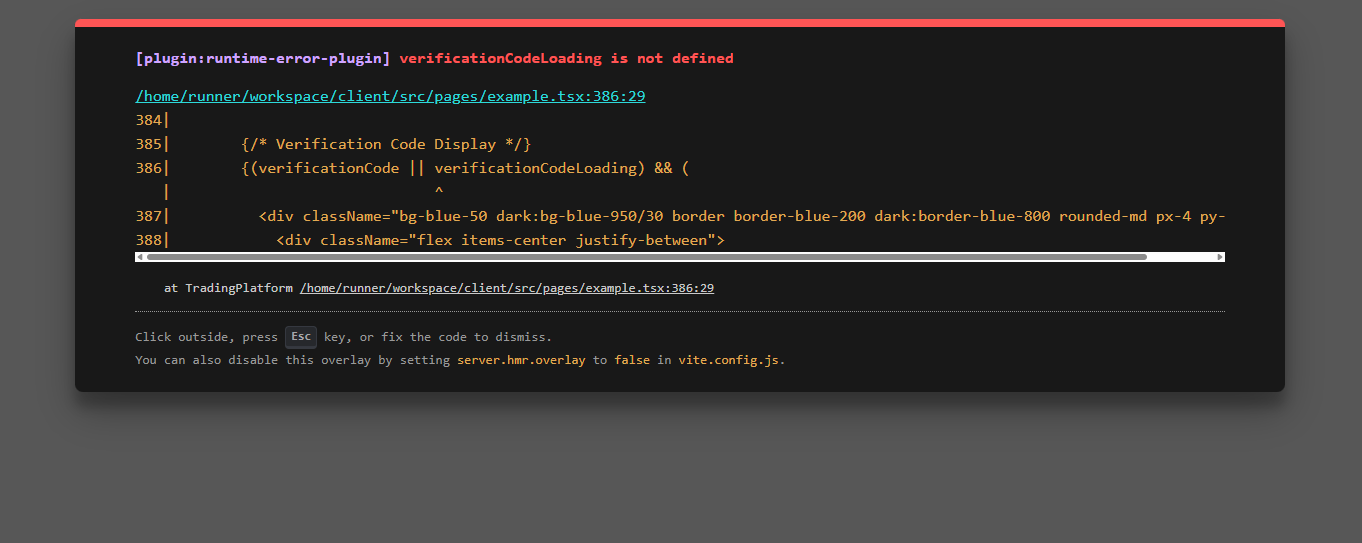 [plugin:runtime-error-plugin] verificationCodeLoading is not defined
/home/runner/workspace/client/src/pages/example.tsx:386:29
384|
385|        {/* Verification Code Display */}
386|        {(verificationCode || verificationCodeLoading) && (
   |                              ^
387|          <div className="bg-blue-50 dark:bg-blue-950/30 border border-blue-200 dark:border-blue-800 rounded-md px-4 py-
388|            <div className="flex items-center justify-between">
at TradingPlatform /home/runner/workspace/client/src/pages/example.tsx:386:29
Click outside, press Esc key, or fix the code to dismiss.
You can also disable this overlay by setting server.hmr.overlay to false in vite.config.js.